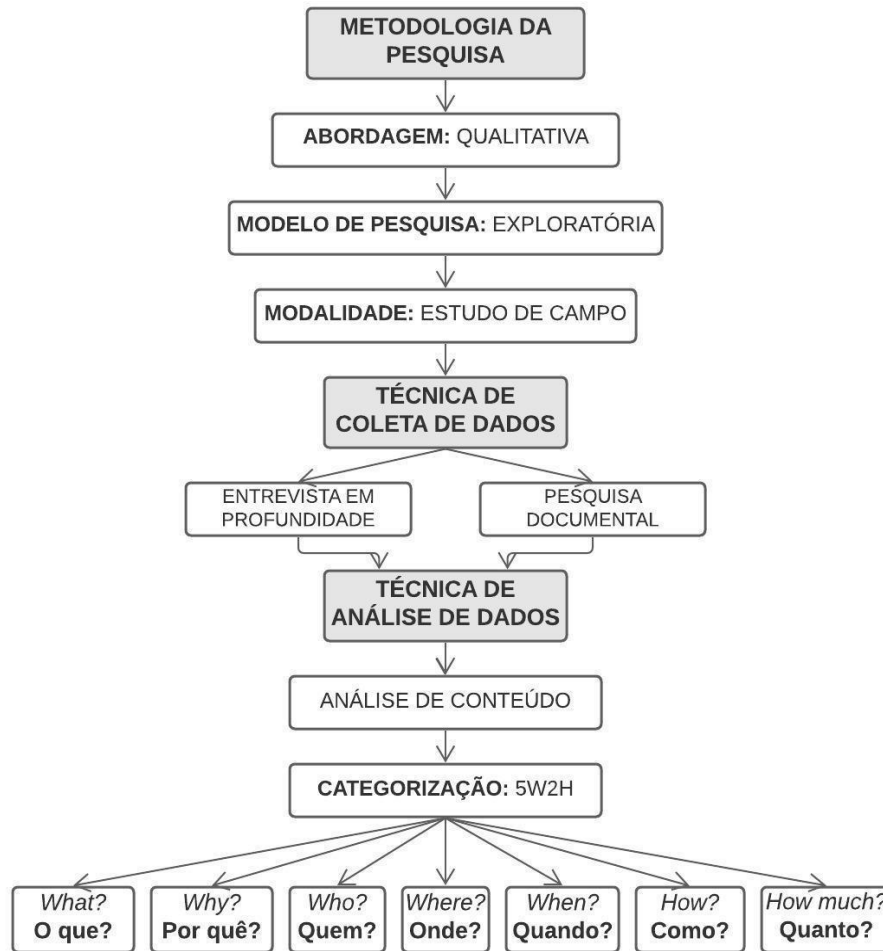 METODOLOGIA DA
PESQUISA
ABORDAGEM: QUALITATIVA
MODELO DE PESQUISA: EXPLORATÓRIA
MODALIDADE: ESTUDO DE CAMPO
TÉCNICA DE
COLETA DE DADOS
ENTREVISTA EM
PROFUNDIDADE
PESQUISA
DOCUMENTAL
TÉCNICA DE
ANÁLISE DE DADOS
ANÁLISE DE CONTEÚDO
CATEGORIZAÇÃO: 5W2H
What?
O que?
Why?
Por quê?
Who?
Quem?
Where?
Onde?
When?
Quando?
How?
Como?
How much?
Quanto?